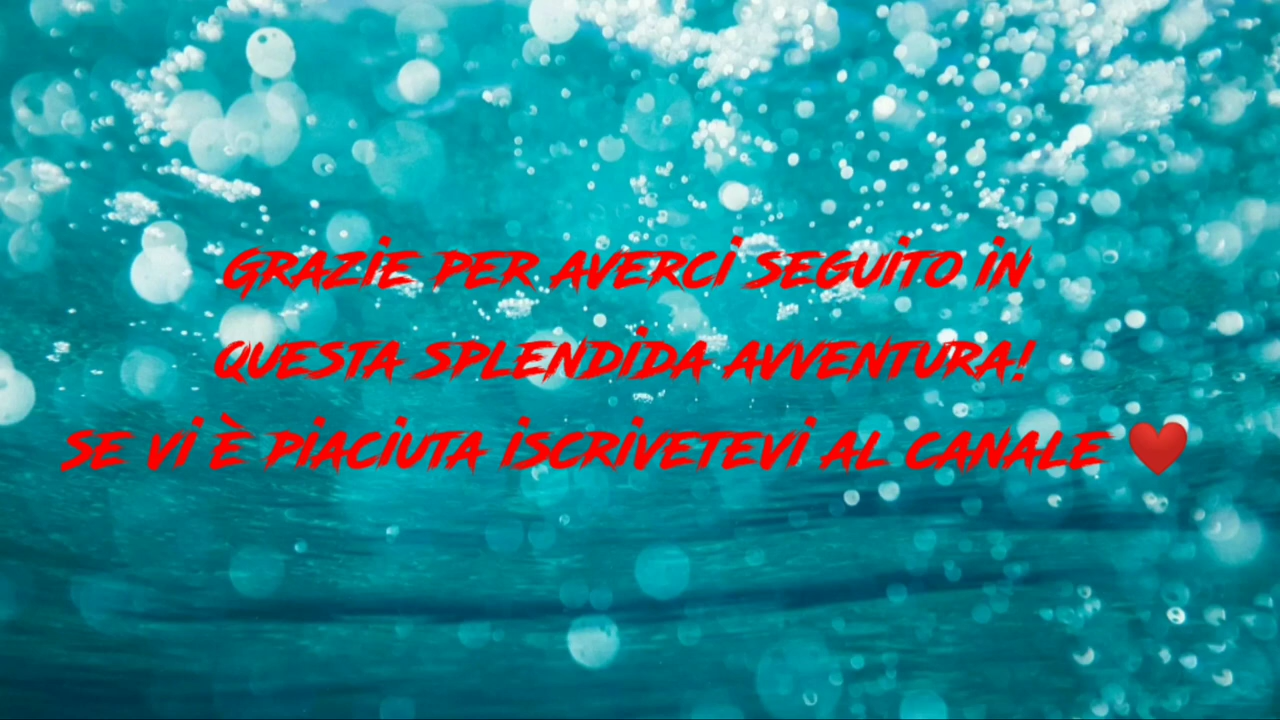 GRAZIE PER AVERCI SEGUITO IN
QUESTA SPLENDIDA AVVENTURA!
SE VI È PIACIUTA ISCRIVETEVI AL CANALE ❤️